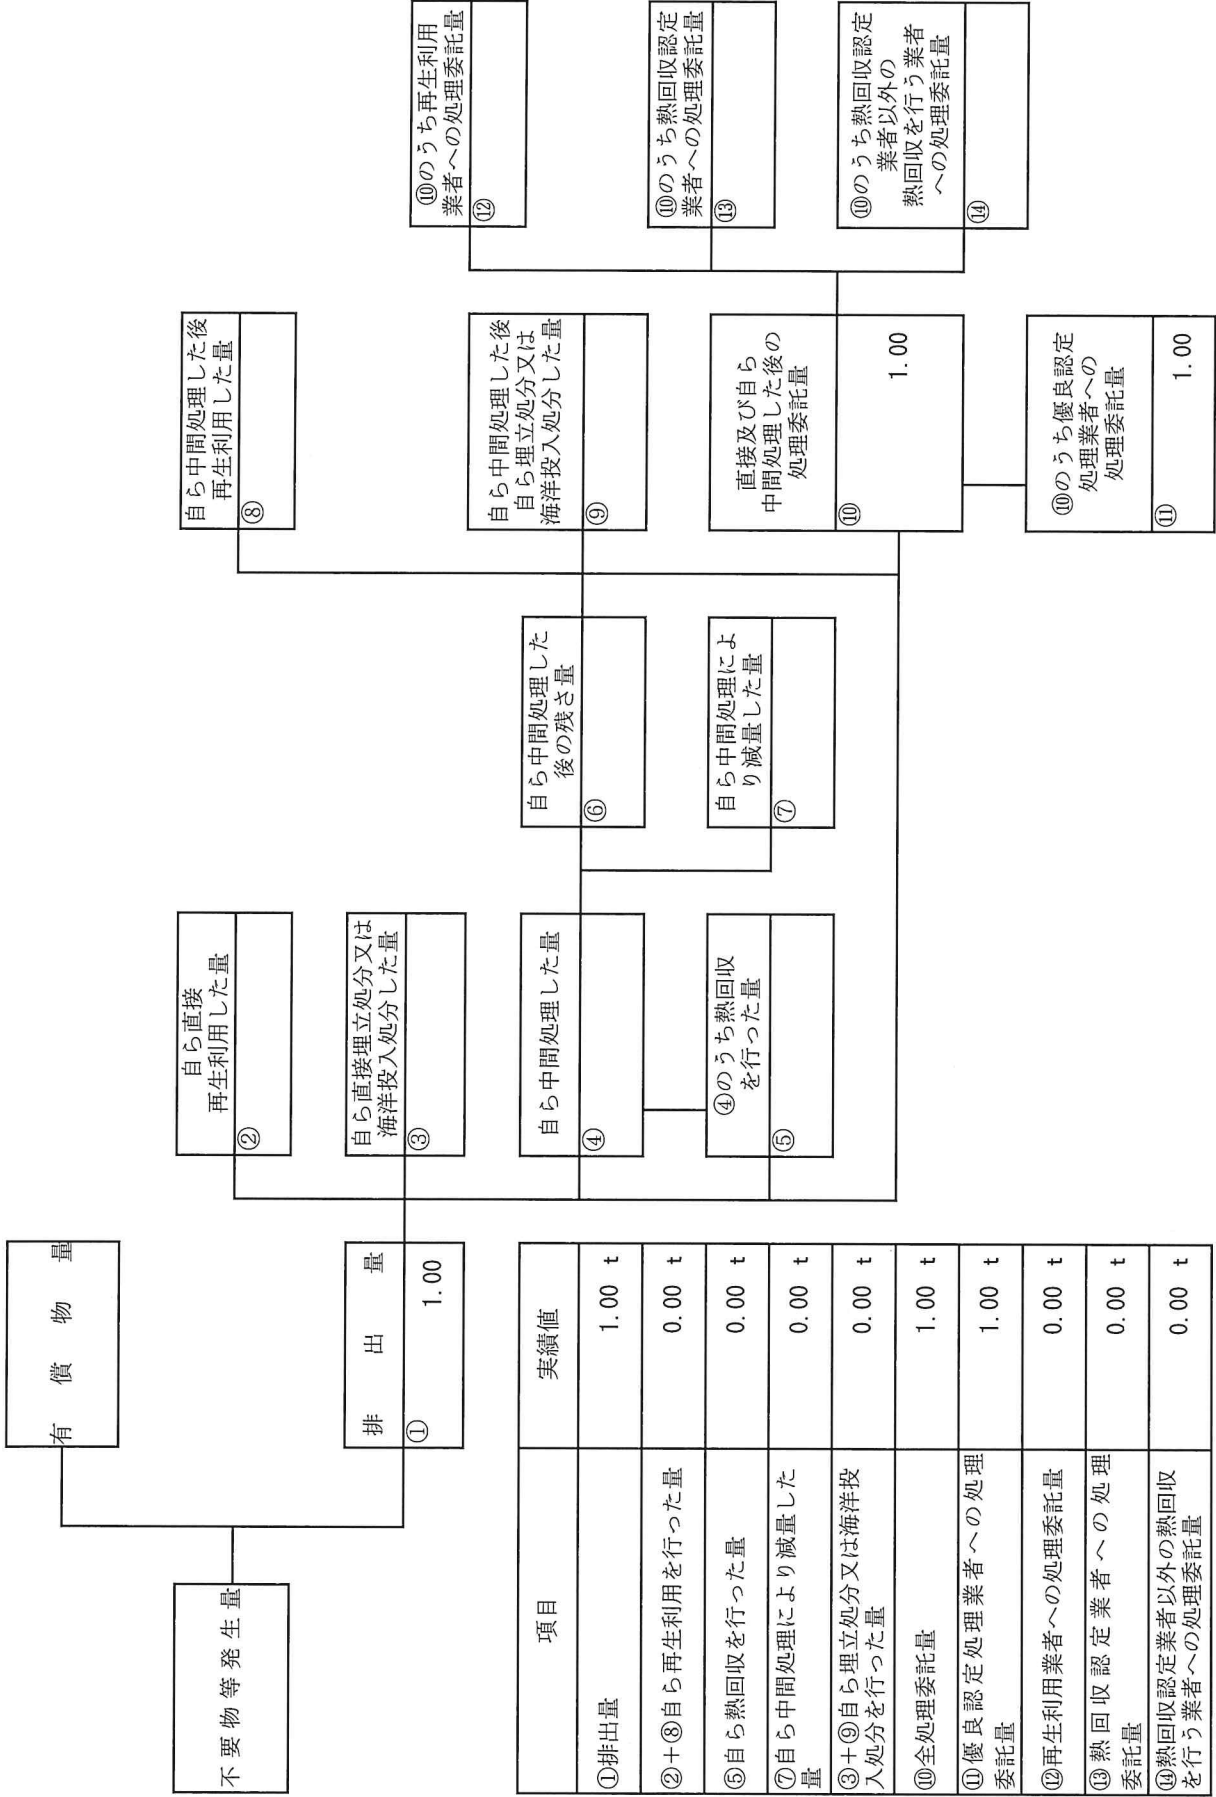 不要物等発生量
有償物量
排出量
① 1.00
自ら直接
再生利用した量
②
自ら直接埋立処分又は
海洋投入処分した量
③
自ら中間処理した量
④
④のうち熱回収
を行った量
⑤
自ら中間処理した
後の残さ量
⑥
自ら中間処理によ
り減量した量
⑦
自ら中間処理した後
再生利用した量
⑧
自ら中間処理した後
自ら埋立処分又は
海洋投入処分した量
⑨
直接及び自ら
中間処理した後の
処理委託量
⑩ 1.00
⑩のうち優良認定
処理業者への
処理委託量
⑪ 1.00
⑩のうち再生利用
業者への処理委託量
⑫
⑩のうち熱回収認定
業者への処理委託量
⑬
⑩のうち熱回収認定
業者以外の
熱回収を行う業者
への処理委託量
⑭
項目 実績値
①排出量 1.00 t
②+⑧自ら再生利用を行った量 0.00 t
⑤自ら熱回収を行った量 0.00 t
⑦自ら中間処理により減量した
量 0.00 t
③+⑨自ら埋立処分又は海洋投
入処分を行った量 0.00 t
⑩全処理委託量 1.00 t
⑪優良認定処理業者への処理
委託量 1.00 t
⑫再生利用業者への処理委託量 0.00 t
⑬熱回収認定業者への処理
委託量 0.00 t
⑭熱回収認定業者以外の熱回収
を行う業者への処理委託量 0.00 t